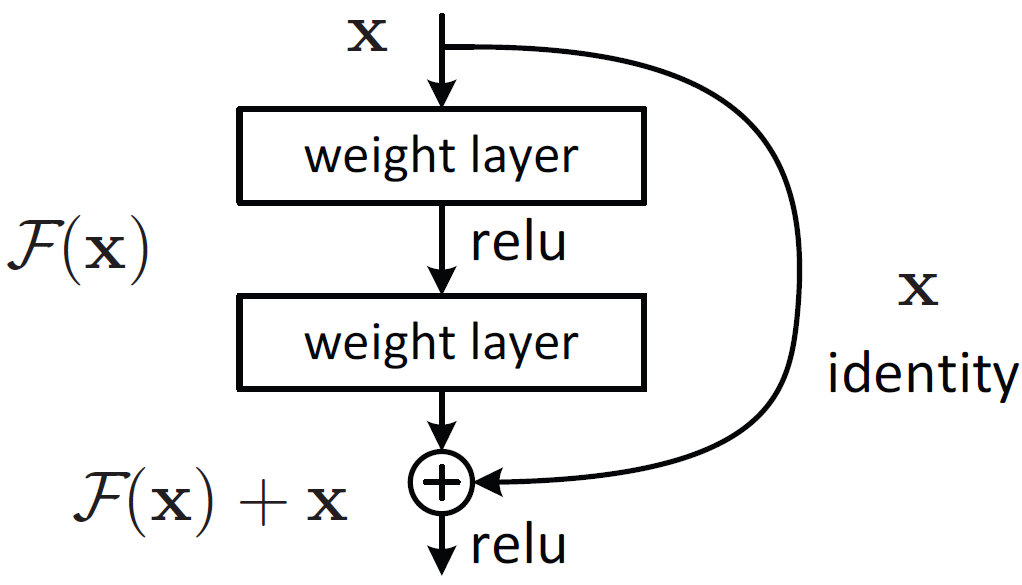 x
weight layer
relu
F(x)
x
weight layer
identity
F(x) + x
relu